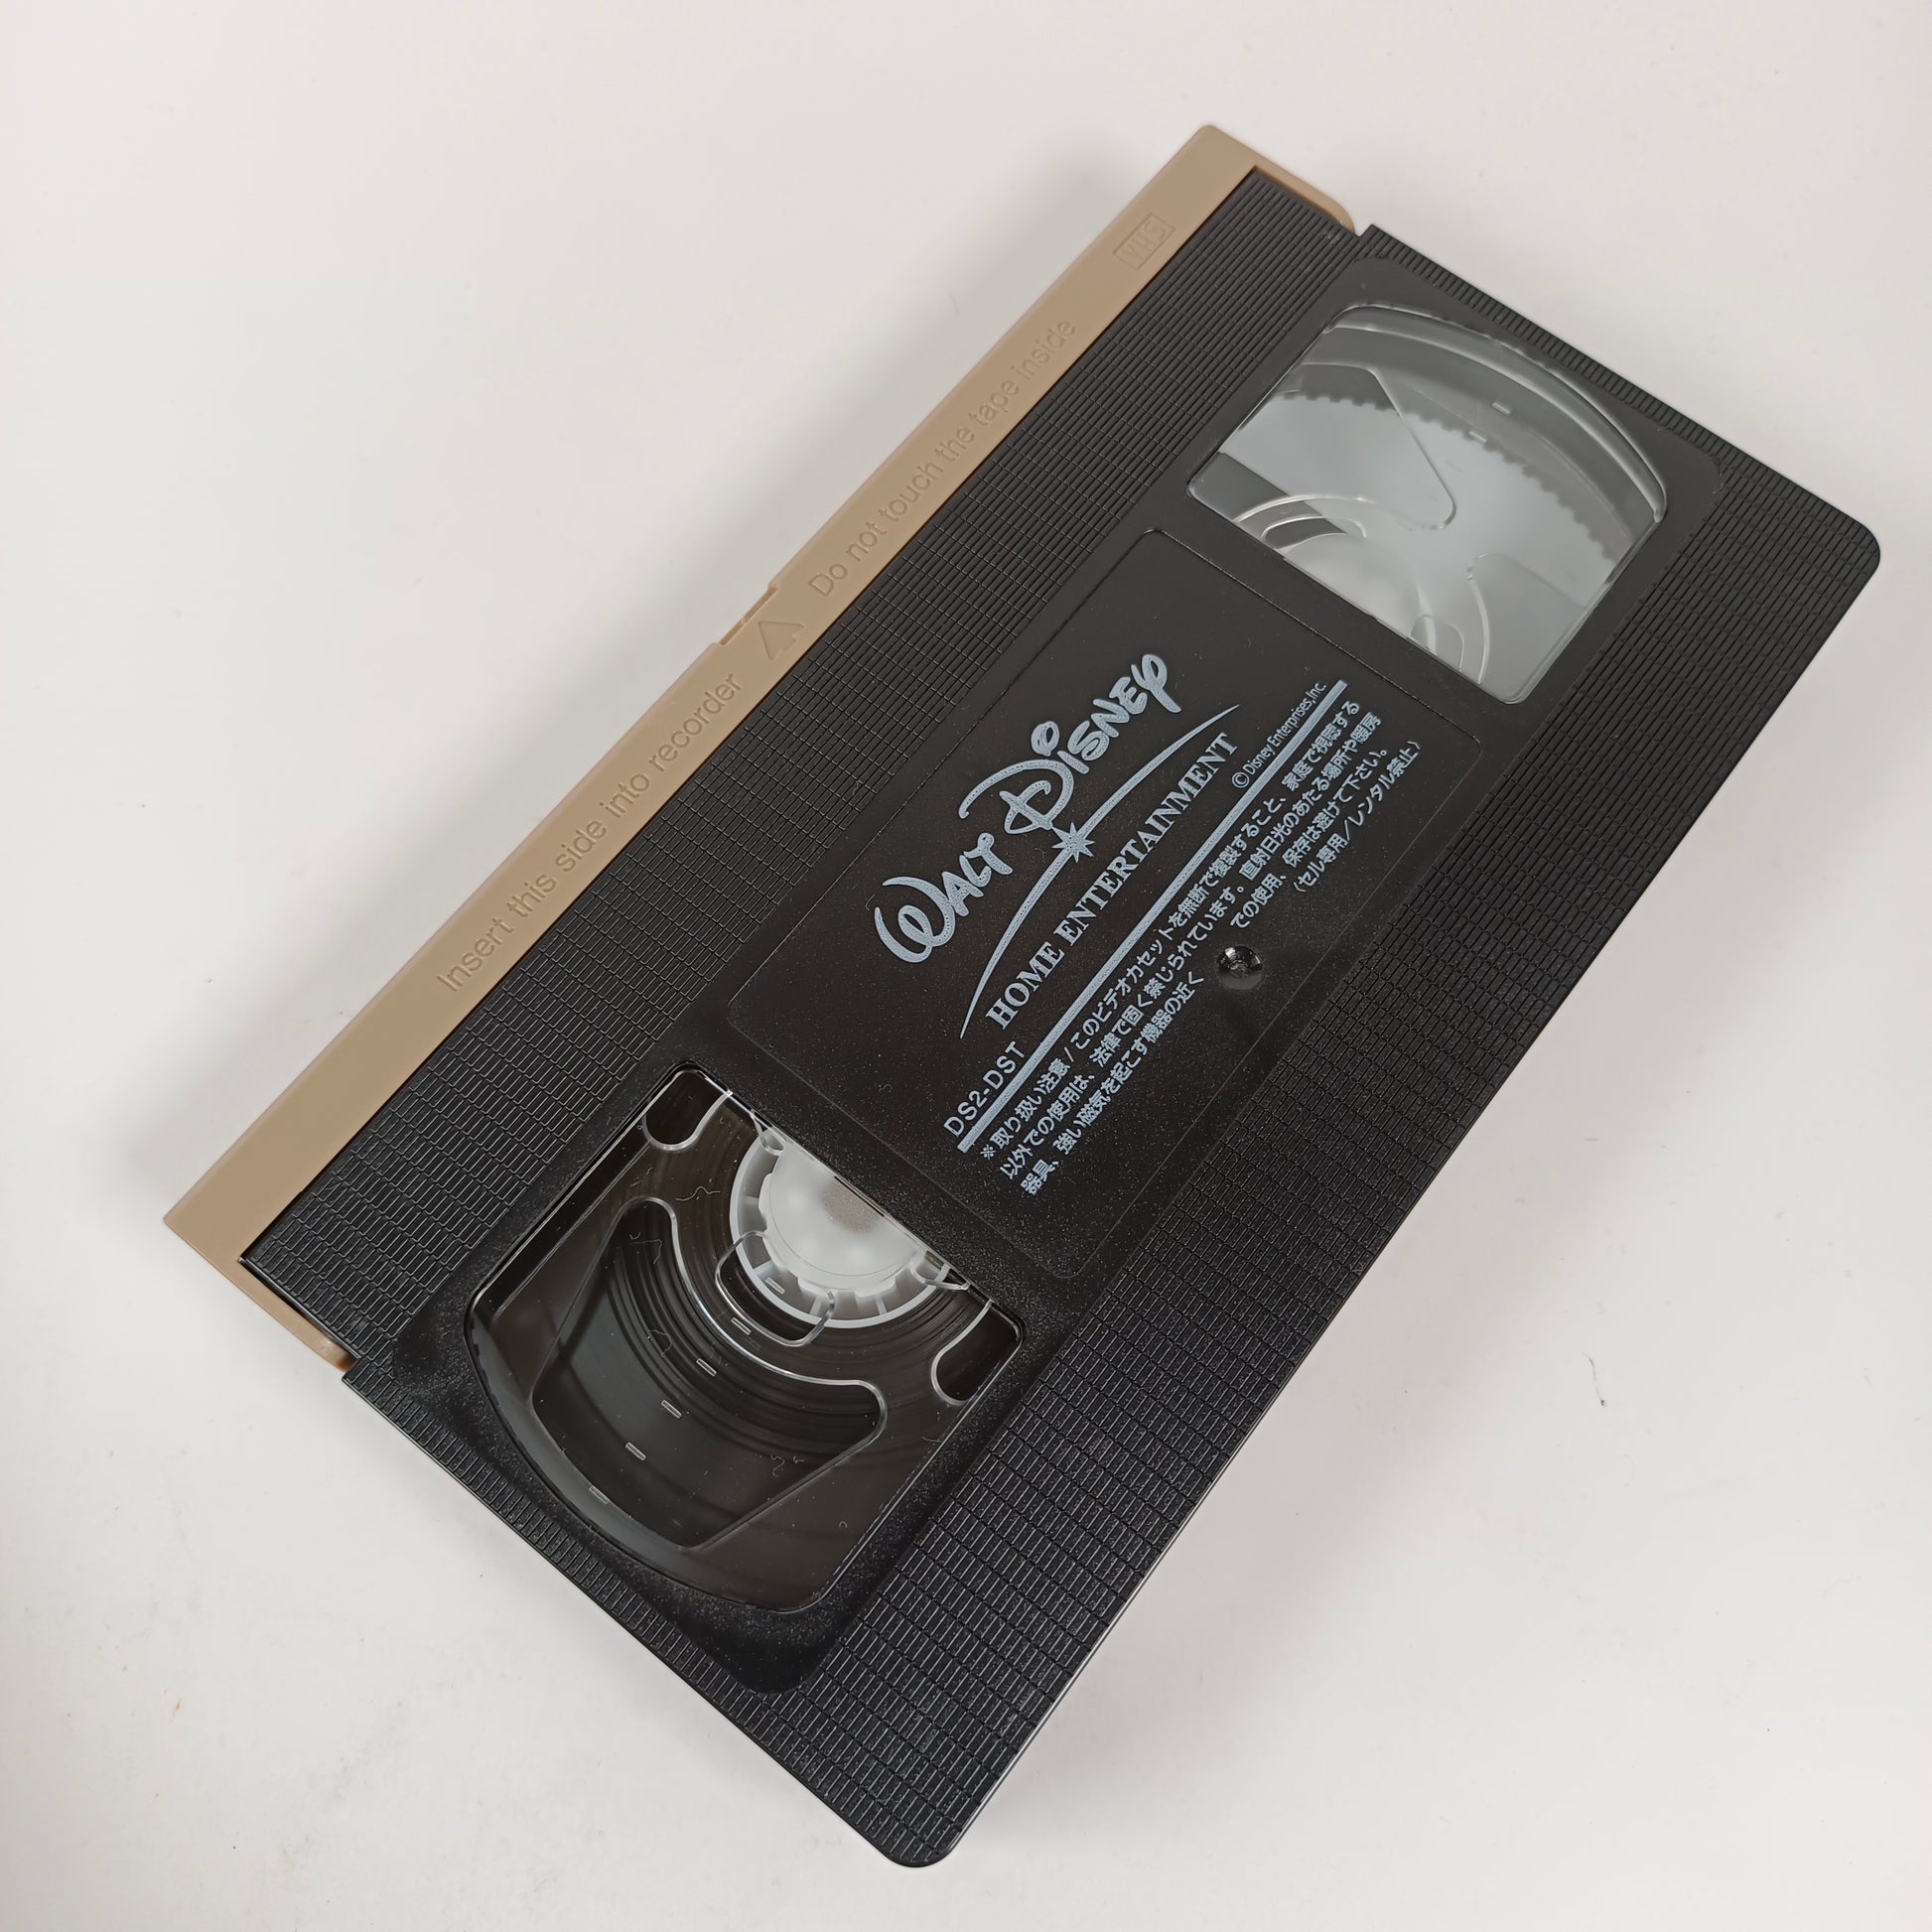 VHS
Insert this side into recorder
Do not touch the tape inside
WALT DISNEY
HOME ENTERTAINMENT
DS2-DST
©Disney Enterprises,Inc.
※取り扱い注意/このビデオカセットを無断で複製すること、家庭で視聴する
以外での使用は、法律で固く禁じられています。直射日光のあたる場所や暖房
器具、強い磁気を起こす機器の近く
での使用、保存は避けて下さい。
(セル専用/レンタル禁止)